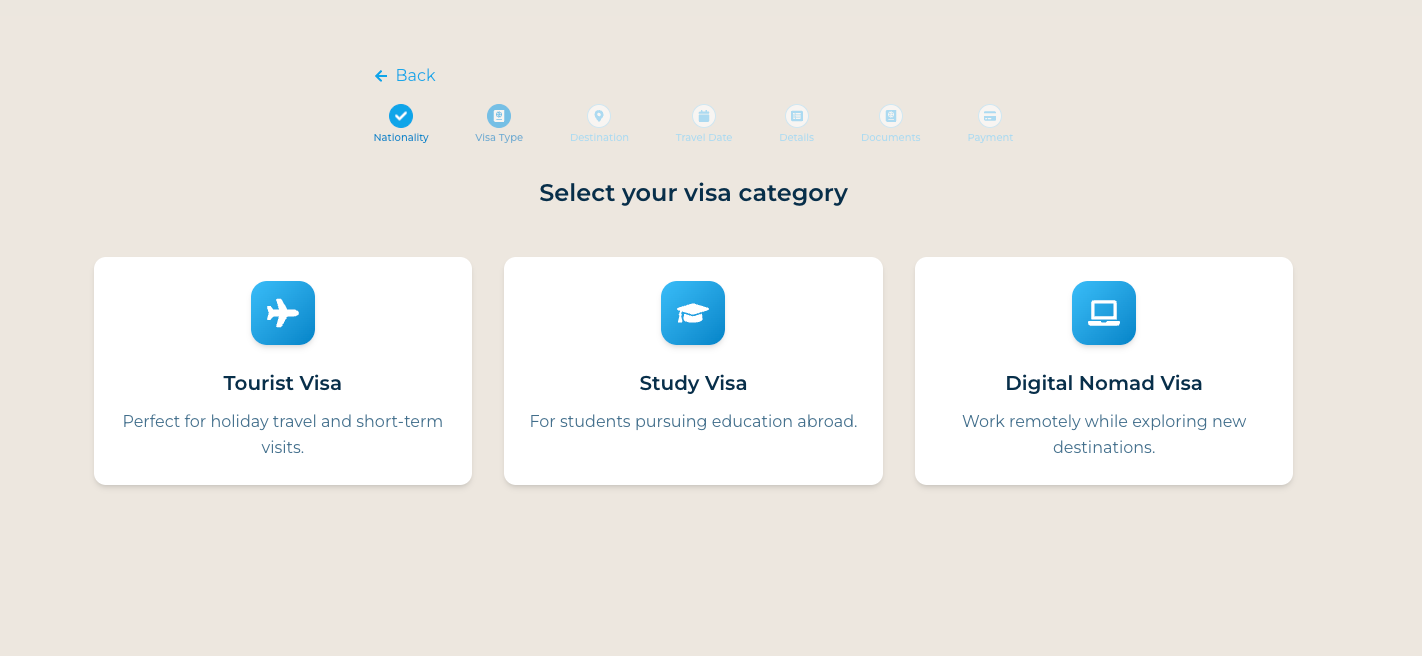 Back
Nationality
Visa Type
Destination
Travel Date
Details
Documents
Payment
Select your visa category
Tourist Visa
Perfect for holiday travel and short-term
visits.
Study Visa
For students pursuing education abroad.
Digital Nomad Visa
Work remotely while exploring new
destinations.